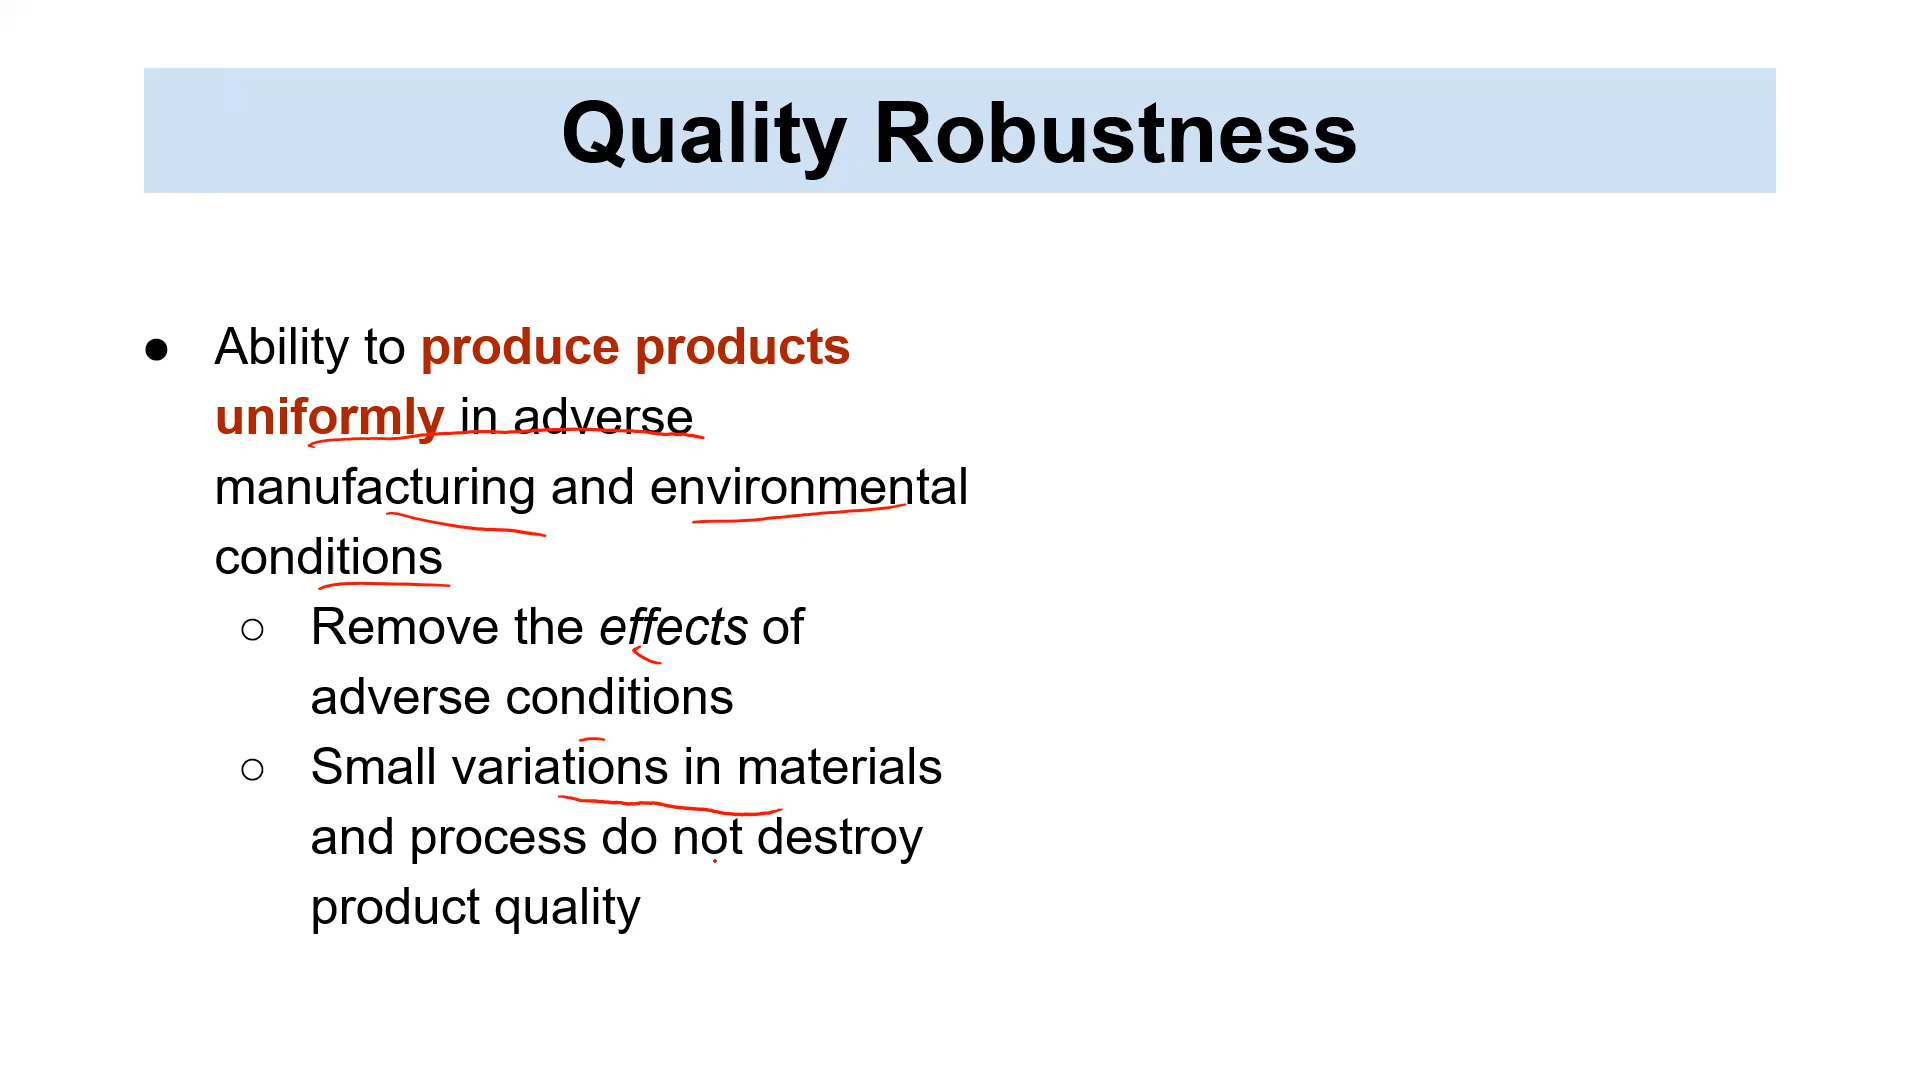 Quality Robustness
● Ability to produce products
uniformly in adverse
manufacturing and environmental
conditions
○ Remove the effects of
adverse conditions
○ Small variations in materials
and process do not destroy
product quality